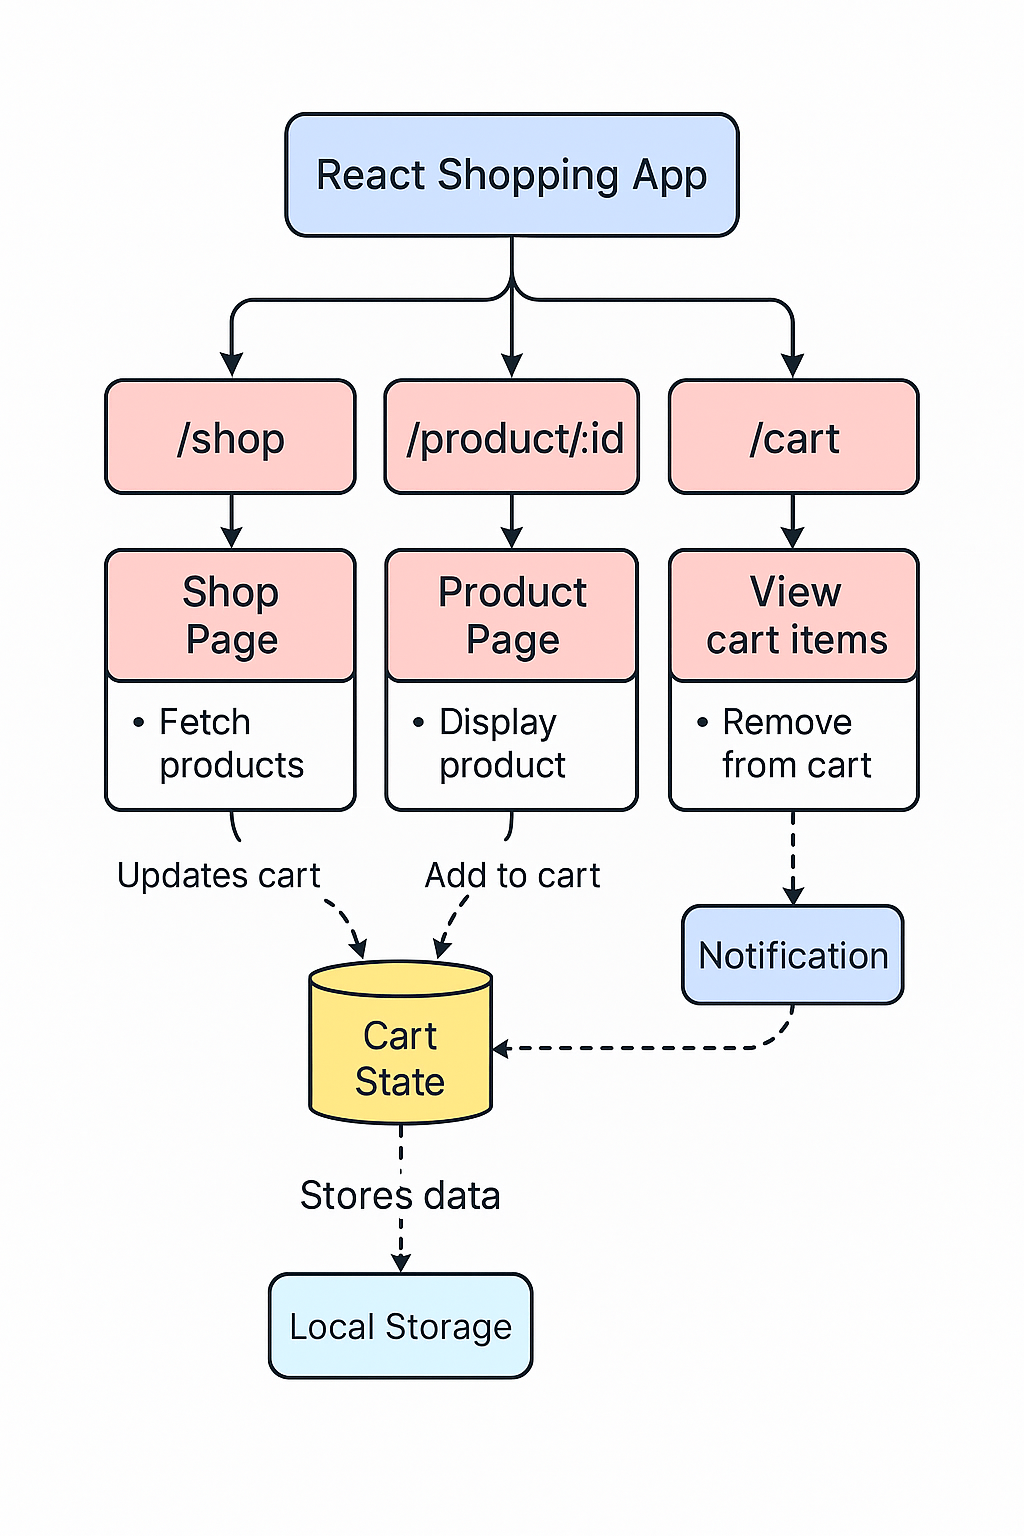 React Shopping App
/shop
/product/:id
/cart
Shop
Page
• Fetch
products
Product
Page
• Display
product
View
cart items
• Remove
from cart
Updates cart
Add to cart
Notification
Cart
State
Stores data
Local Storage